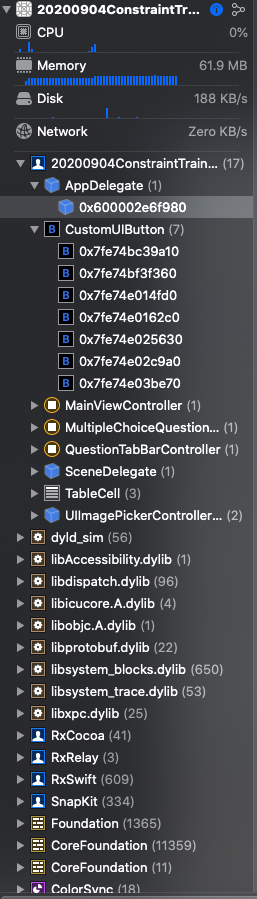 20200904ConstraintTr...
CPU 0%
Memory 61.9 MB
Disk 188 KB/s
Network Zero KB/s
20200904ConstraintTrain... (17)
AppDelegate (1)
0x600002e6f980
CustomUIButton (7)
0x7fe74bc39a10
0x7fe74bf3f360
0x7fe74e014fd0
0x7fe74e0162c0
0x7fe74e025630
0x7fe74e02c9a0
0x7fe74e03be70
MainViewController (1)
MultipleChoiceQuestion... (1)
QuestionTabBarController (1)
SceneDelegate (1)
TableCell (3)
UIImagePickerController... (2)
dyld_sim (56)
libAccessibility.dylib (1)
libdispatch.dylib (96)
libicucore.A.dylib (4)
libobjc.A.dylib (1)
libprotobuf.dylib (22)
libsystem_blocks.dylib (650)
libsystem_trace.dylib (53)
libxpc.dylib (25)
RxCocoa (41)
RxRelay (3)
RxSwift (609)
SnapKit (334)
Foundation (1365)
CoreFoundation (11359)
CoreFoundation (11)
ColorSync (18)